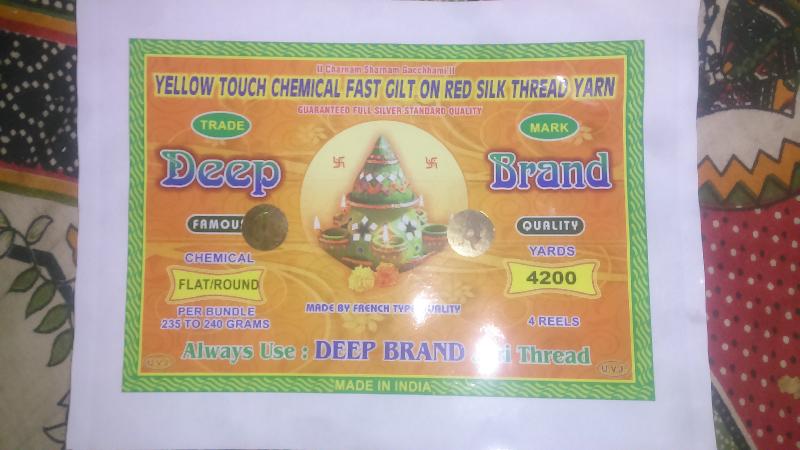 !! Charnam Sharnam Gacchhami !!
YELLOW TOUCH CHEMICAL FAST GILT ON RED SILK THREAD YARN
GUARANTEED FULL SILVER STANDARD QUALITY
TRADE MARK
Deep Brand
QUALITY
CHEMICAL
FLAT/ROUND
PER BUNDLE
235 TO 240 GRAMS
YARDS
4200
4 REELS
MADE BY FRENCH TYPE
Always Use : DEEP BRAND Thread
U.V.J. U.V.J.
MADE IN INDIA